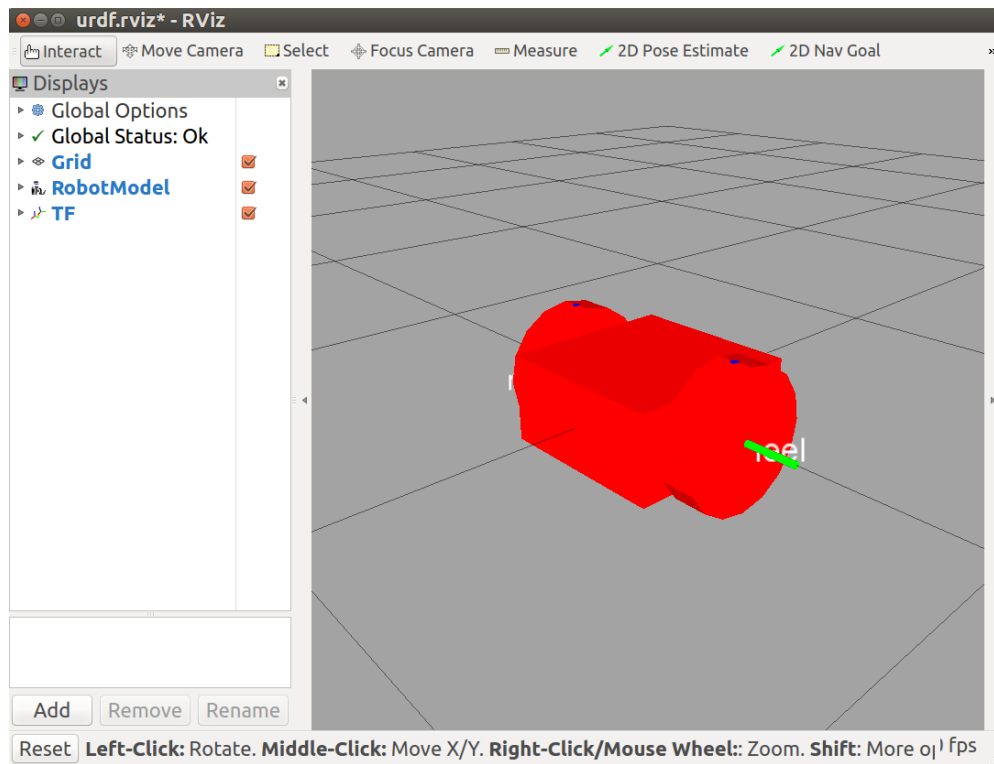 urdf.rviz* - RViz
Interact Move Camera Select Focus Camera Measure 2D Pose Estimate 2D Nav Goal »
Displays
Global Options
Global Status: Ok
Grid
RobotModel
TF
Add Remove Rename
Reset Left-Click: Rotate. Middle-Click: Move X/Y. Right-Click/Mouse Wheel:: Zoom. Shift: More fps